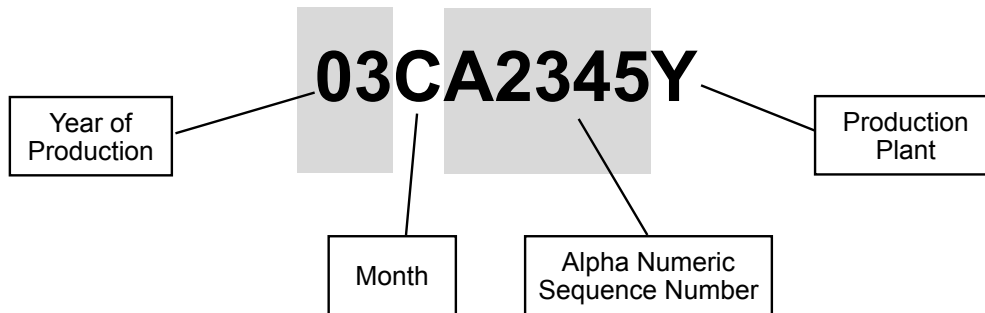 03CA2345Y
Year of
Production
Production
Plant
Month
Alpha Numeric
Sequence Number